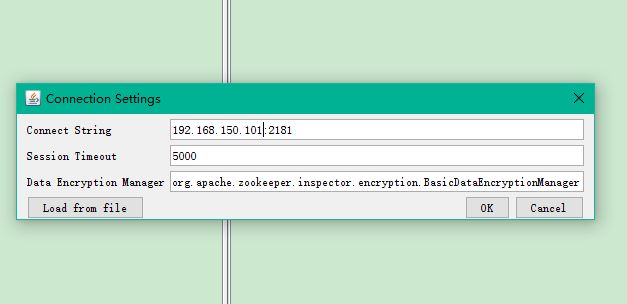 Connection Settings
Connect String 192.168.150.101:2181
Session Timeout 5000
Data Encryption Manager org.apache.zookeeper.inspector.encryption.BasicDataEncryptionManager
Load from file OK Cancel